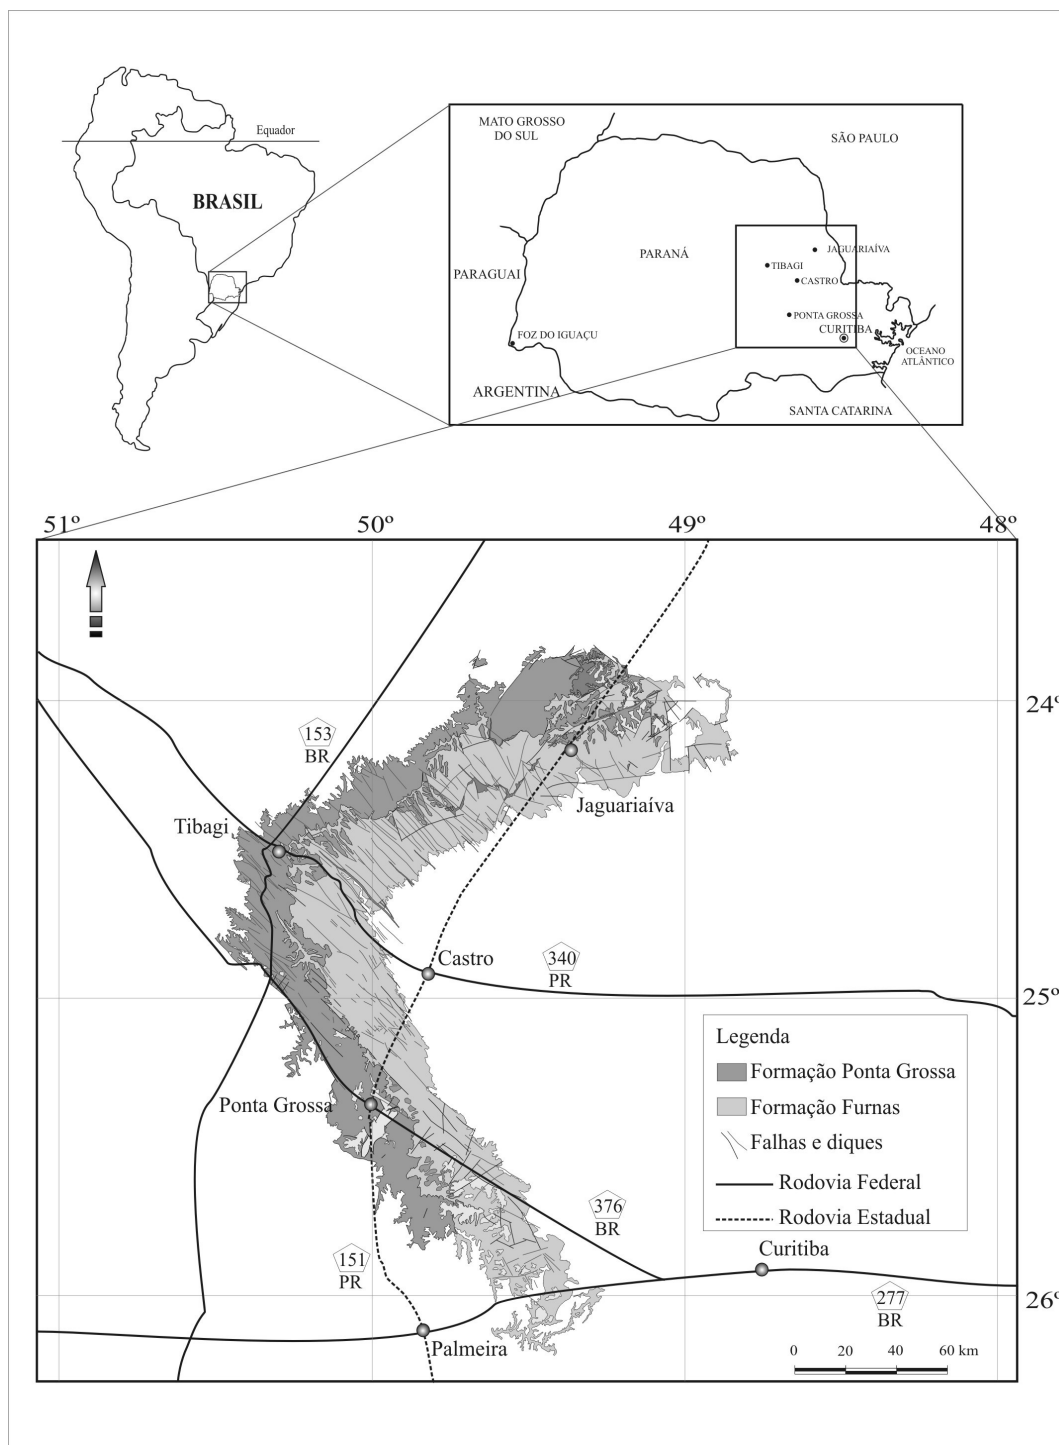 Equador
BRASIL
MATO GROSSO
DO SUL
SÃO PAULO
PARANÁ
JAGUARIAÍVA
TIBAGI
CASTRO
PARAGUAI
PONTA GROSSA
CURITIBA
FOZ DO IGUAÇU
OCEANO
ATLÂNTICO
ARGENTINA
SANTA CATARINA
51º
50º
49º
48º
24º
153
BR
Jaguariaíva
Tibagi
Castro
340
PR
25º
Legenda
Formação Ponta Grossa
Formação Furnas
Falhas e diques
Rodovia Federal
Rodovia Estadual
Ponta Grossa
376
BR
Curitiba
151
PR
277
BR
26º
Palmeira
0 20 40 60 km